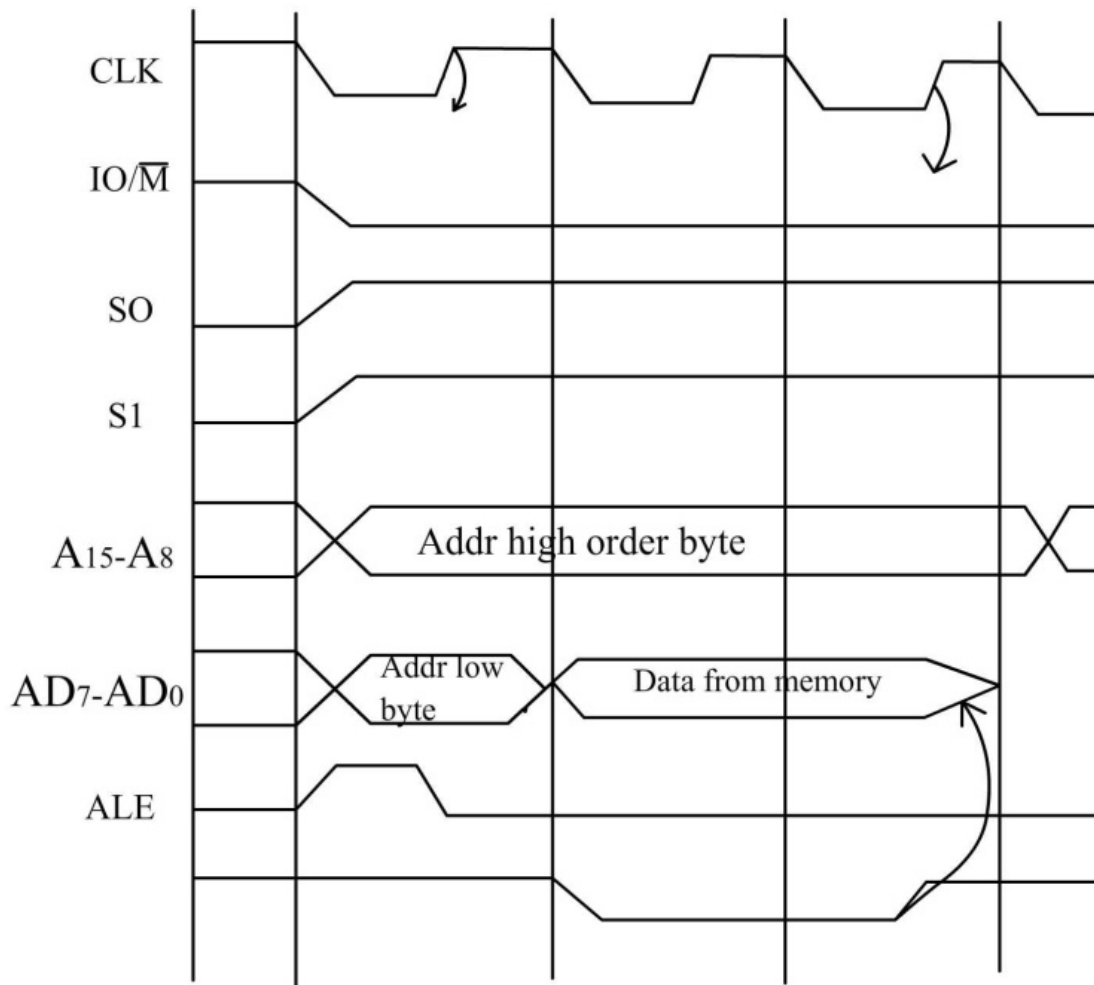 CLK
IO/M̅
SO
S1
A15-A8
Addr high order byte
AD7-AD0
Addr low
byte
Data from memory
ALE